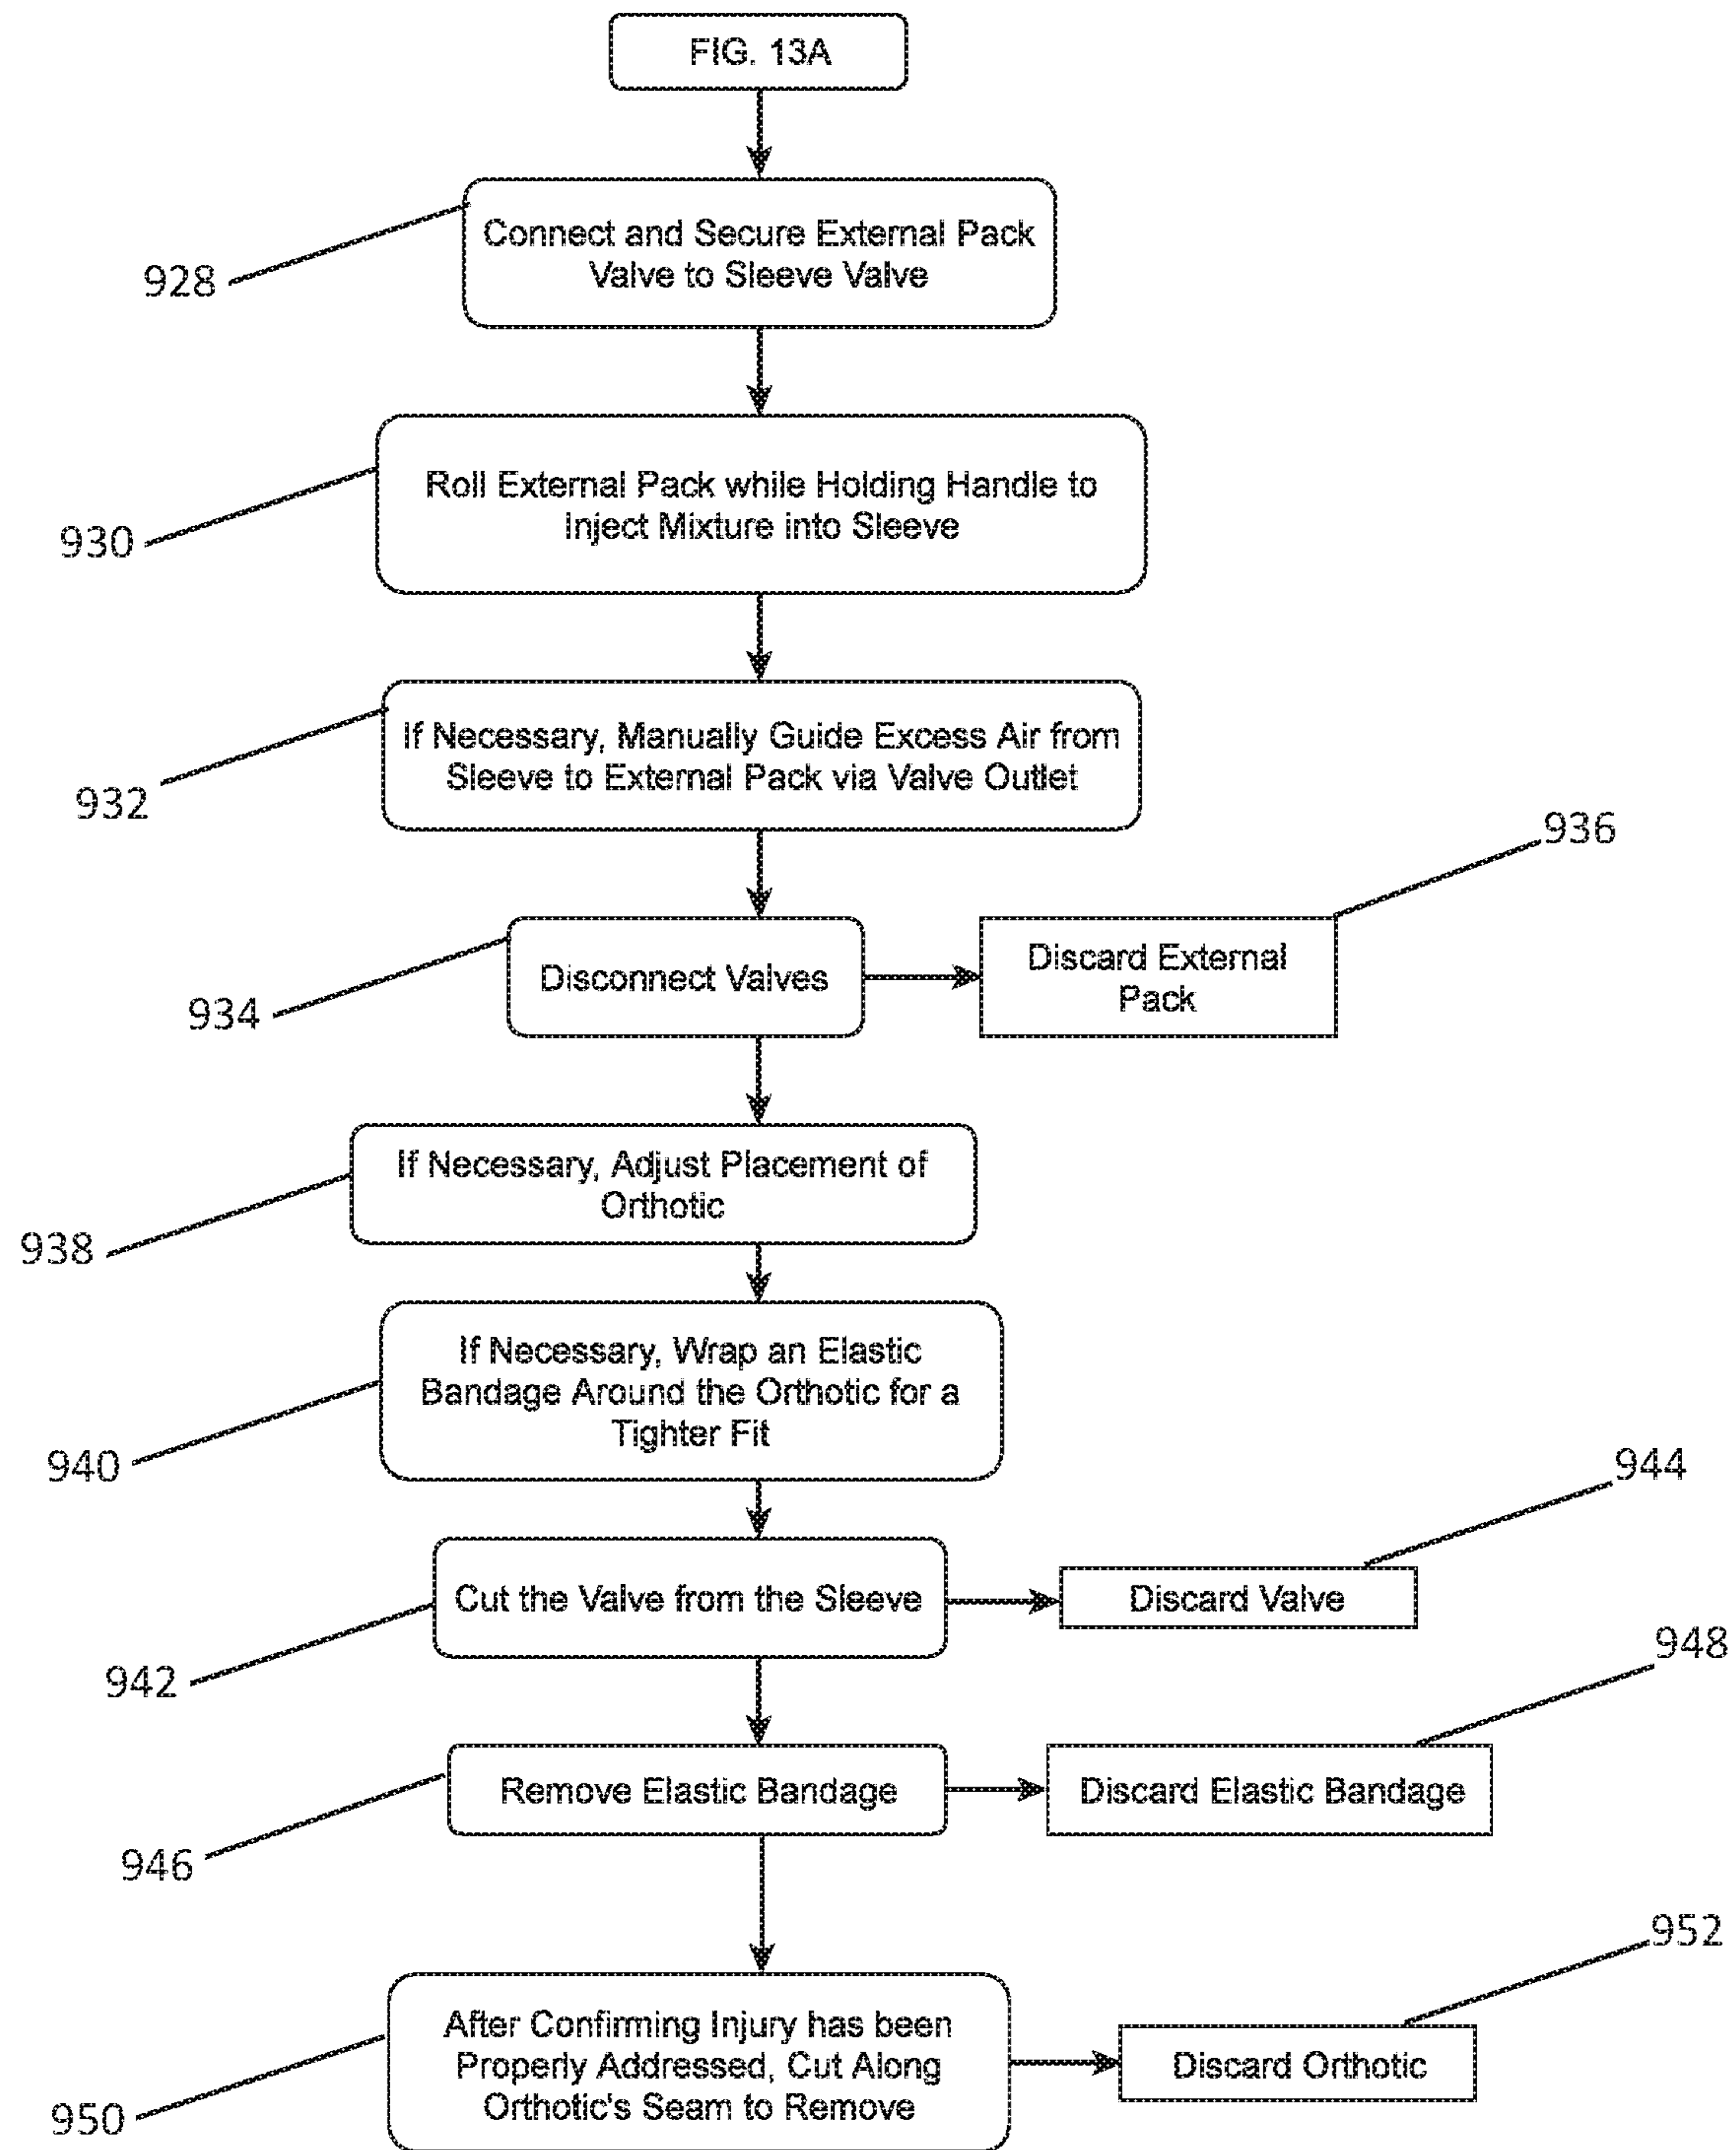 FIG. 13A
928
Connect and Secure External Pack
Valve to Sleeve Valve
930
Roll External Pack while Holding Handle to
Inject Mixture into Sleeve
932
If Necessary, Manually Guide Excess Air from
Sleeve to External Pack via Valve Outlet
934
Disconnect Valves
936
Discard External
Pack
938
If Necessary, Adjust Placement of
Orthotic
940
If Necessary, Wrap an Elastic
Bandage Around the Orthotic for a
Tighter Fit
942
Cut the Valve from the Sleeve
944
Discard Valve
946
Remove Elastic Bandage
948
Discard Elastic Bandage
950
After Confirming Injury has been
Properly Addressed, Cut Along
Orthotic's Seam to Remove
952
Discard Orthotic